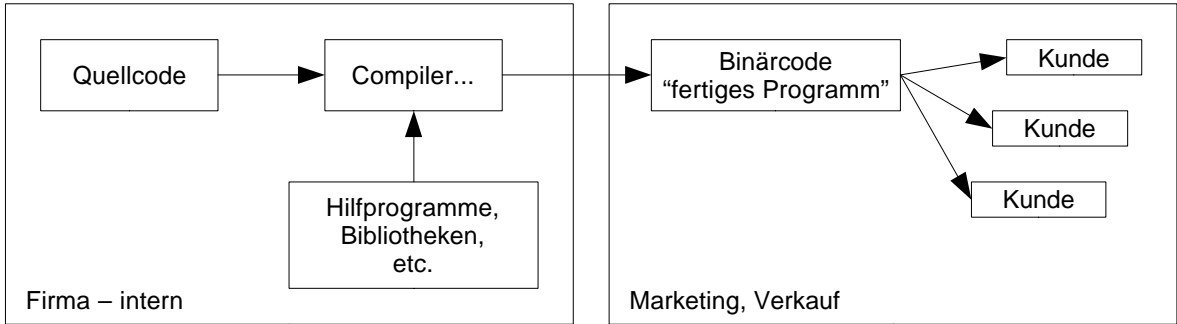 Quellcode
Compiler...
Hilfprogramme,
Bibliotheken,
etc.
Firma – intern
Binärcode
“fertiges Programm”
Kunde
Kunde
Kunde
Marketing, Verkauf